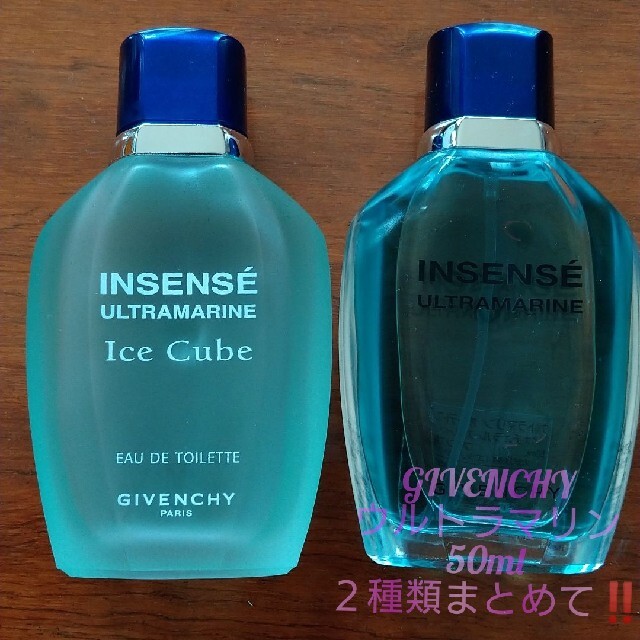 INSENSÉ
ULTRAMARINE
Ice Cube
EAU DE TOILETTE
GIVENCHY
PARIS
INSENSÉ
ULTRAMARINE
GIVENCHY
ウルトラマリン
50ml
２種類まとめて‼️